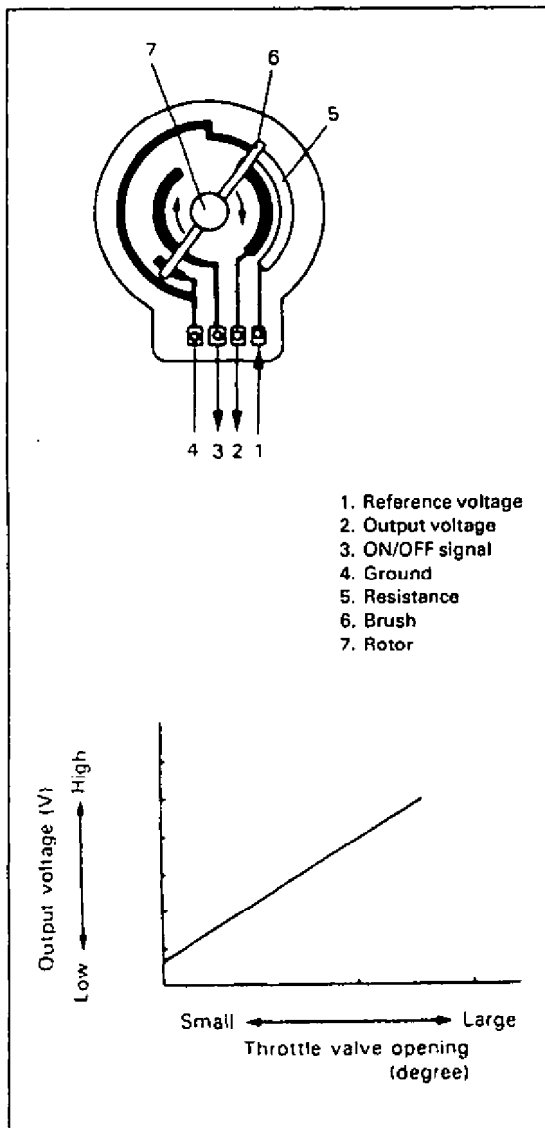 7
6
5
4 3 2 1
1. Reference voltage
2. Output voltage
3. ON/OFF signal
4. Ground
5. Resistance
6. Brush
7. Rotor
Output voltage (V)
Low High
Small Large
Throttle valve opening
(degree)